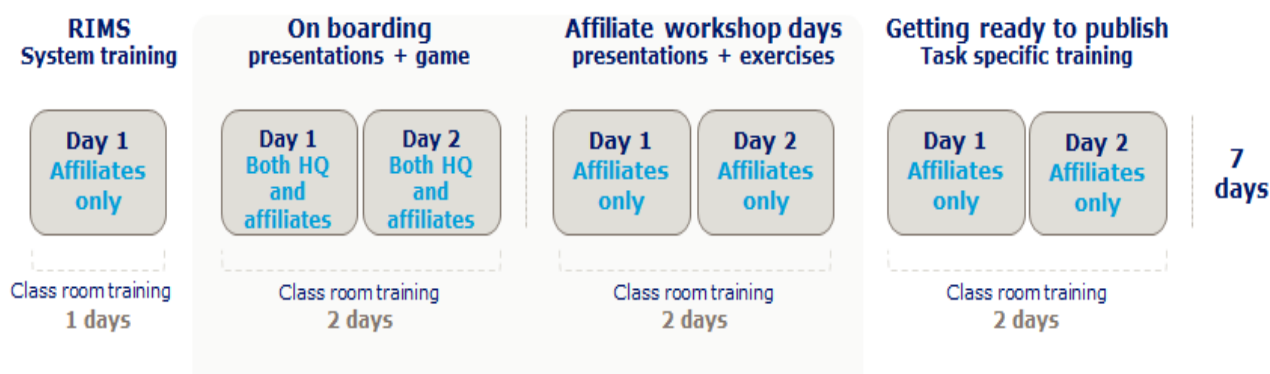 RIMS
System training
On boarding
presentations + game
Affiliate workshop days
presentations + exercises
Getting ready to publish
Task specific training
Day 1
Affiliates
only
Day 1
Both HQ
and
affiliates
Day 2
Both HQ
and
affiliates
Day 1
Affiliates
only
Day 2
Affiliates
only
Day 1
Affiliates
only
Day 2
Affiliates
only
7
days
Class room training
1 days
Class room training
2 days
Class room training
2 days
Class room training
2 days